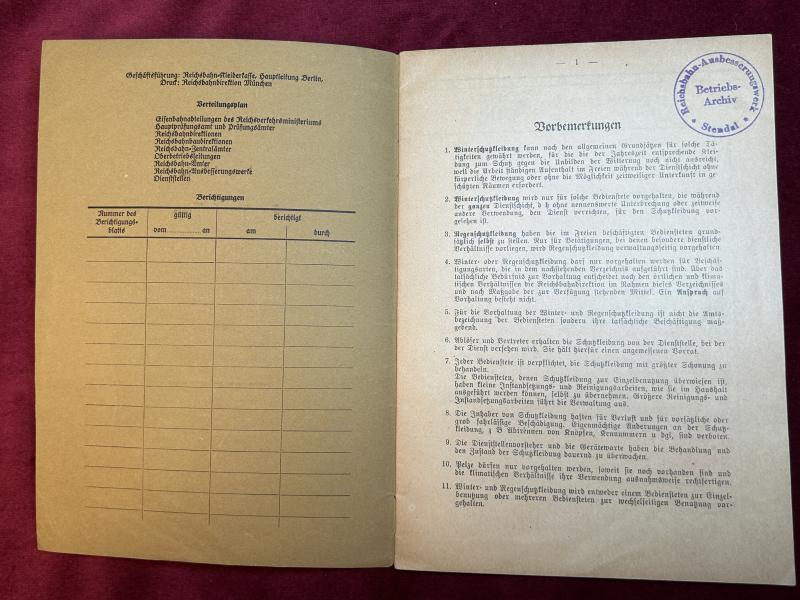 Geschäftsführung: Reichsbahn-Kleiderkasse, Hauptleitung Berlin,
Druck: Reichsbahndirektion München
Verteilungsplan
Eisenbahnabteilungen des Reichsverkehrsministeriums
Hauptprüfungsamt und Prüfungsämter
Reichsbahndirektionen
Reichsbahnbaudirektionen
Reichsbahn-Zentralämter
Oberbetriebsleitungen
Reichsbahn-Ämter
Reichsbahn-Ausbesserungswerke
Dienststellen
Berichtigungen
Nummer des
Berichtigungs-
blatts
gültig
vom ............ an
berichtigt
am
durch
— 1 —
Reichsbahn-Ausbesserungswerk
Betriebs-
Archiv
* Stendal *
Vorbemerkungen
1. Winterschutzkleidung kann nach den allgemeinen Grundsätzen für solche Tä-
tigkeiten gewährt werden, für die die der Jahreszeit entsprechende Klei-
dung zum Schutz gegen die Unbilden der Witterung noch nicht ausreicht,
weil die Arbeit ständigen Aufenthalt im Freien während der Dienstschicht ohne
körperliche Bewegung oder ohne die Möglichkeit zeitweiliger Unterkunft in ge-
schützten Räumen erfordert.
2. Winterschutzkleidung wird nur für solche Bedienstete vorgehalten, die während
der ganzen Dienstschicht, d h ohne nennenswerte Unterbrechung oder zeitweise
andere Verwendung, den Dienst verrichten, für den Schutzkleidung vor-
gesehen ist.
3. Regenschutzkleidung haben die im Freien beschäftigten Bediensteten grund-
sätzlich selbst zu stellen. Nur für Betätigungen, bei denen besondere dienstliche
Verhältnisse vorliegen, wird Regenschutzkleidung verwaltungsseitig vorgehalten.
4. Winter- oder Regenschutzkleidung darf nur vorgehalten werden für Beschäf-
tigungsarten, die in dem nachstehenden Verzeichnis aufgeführt sind. Über das
tatsächliche Bedürfnis zur Vorhaltung entscheidet nach den örtlichen und klima-
tischen Verhältnissen die Reichsbahndirektion im Rahmen dieses Verzeichnisses
und nach Maßgabe der zur Verfügung stehenden Mittel. Ein Anspruch auf
Vorhaltung besteht nicht.
5. Für die Vorhaltung der Winter- und Regenschutzkleidung ist nicht die Amts-
bezeichnung der Bediensteten sondern ihre tatsächliche Beschäftigung maß-
gebend.
6. Ablöser und Vertreter erhalten die Schutzkleidung von der Dienststelle, bei der
der Dienst versehen wird. Sie hält hierfür einen angemessenen Vorrat.
7. Jeder Bedienstete ist verpflichtet, die Schutzkleidung mit größter Schonung zu
behandeln.
Die Bediensteten, denen Schutzkleidung zur Einzelbenutzung überwiesen ist,
haben kleine Instandsetzungs- und Reinigungsarbeiten, wie sie im Haushalt
ausgeführt werden können, selbst zu übernehmen. Größere Reinigungs- und
Instandsetzungsarbeiten führt die Verwaltung aus.
8. Die Inhaber von Schutzkleidung haften für Verlust und für vorsätzliche oder
grob fahrlässige Beschädigung. Eigenmächtige Änderungen an der Schutz-
kleidung, z B Abtrennen von Knöpfen, Kennummern u dgl, sind verboten.
9. Die Dienststellenvorsteher und die Gerätewarte haben die Behandlung und
den Zustand der Schutzkleidung dauernd zu überwachen.
10. Pelze dürfen nur vorgehalten werden, soweit sie noch vorhanden sind und
die klimatischen Verhältnisse ihre Verwendung ausnahmsweise rechtfertigen.
11. Winter- und Regenschutzkleidung wird entweder einem Bediensteten zur Einzel-
benutzung oder mehreren Bediensteten zur wechselseitigen Benutzung vor-
gehalten.